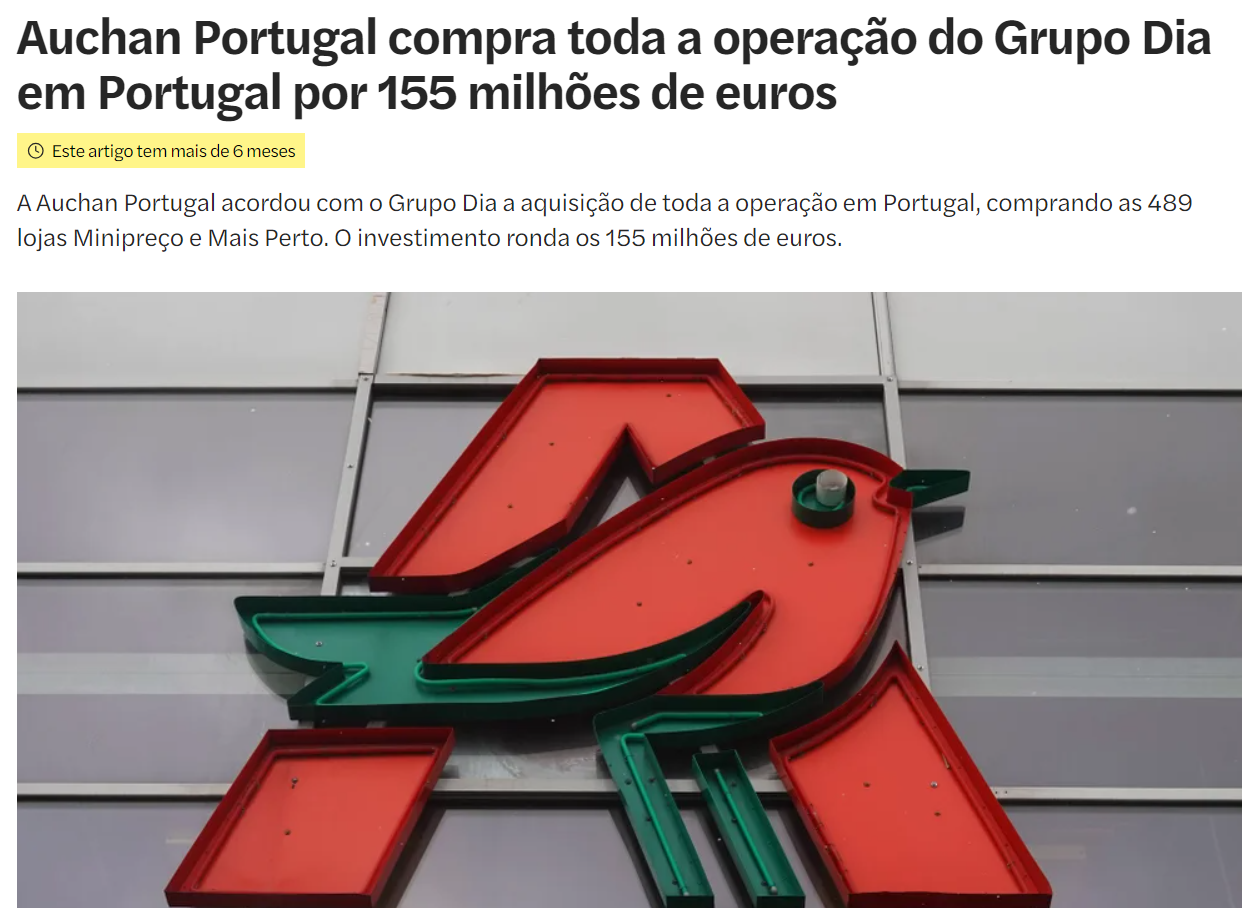 Auchan Portugal compra toda a operação do Grupo Dia
em Portugal por 155 milhões de euros
Este artigo tem mais de 6 meses
A Auchan Portugal acordou com o Grupo Dia a aquisição de toda a operação em Portugal, comprando as 489
lojas Minipreço e Mais Perto. O investimento ronda os 155 milhões de euros.